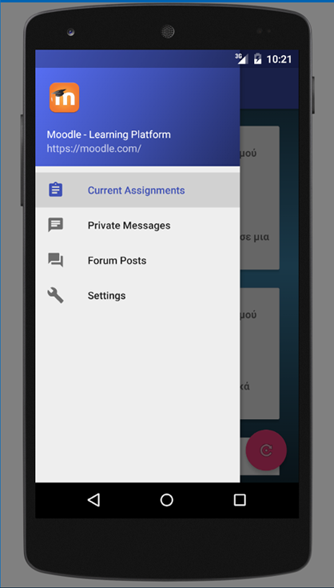 3G
10:21
m
Moodle - Learning Platform
https://moodle.com/
Current Assignments
Private Messages
Forum Posts
Settings
μού
σε μια
μού
κά